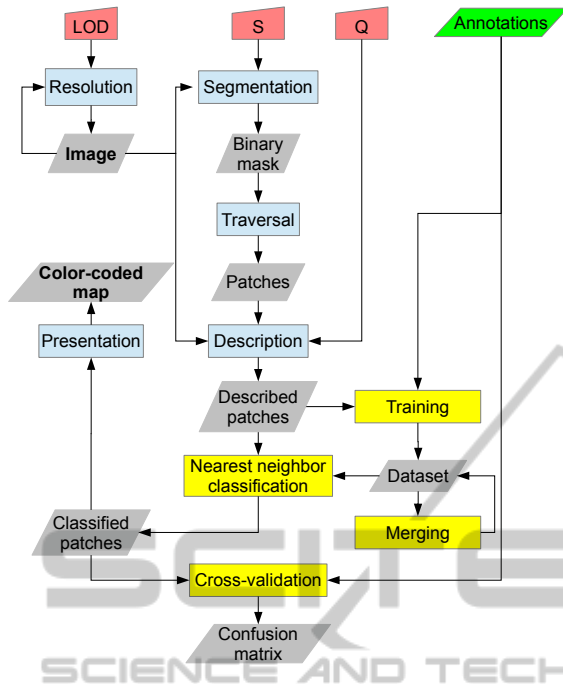 LOD
S
Q
Annotations
Resolution
Segmentation
Image
Binary
mask
Traversal
Color-coded
map
Patches
Presentation
Description
Described
patches
Training
Nearest neighbor
classification
Dataset
Classified
patches
Merging
Cross-validation
Confusion
matrix
SCITE
SCIENCE AND TECH